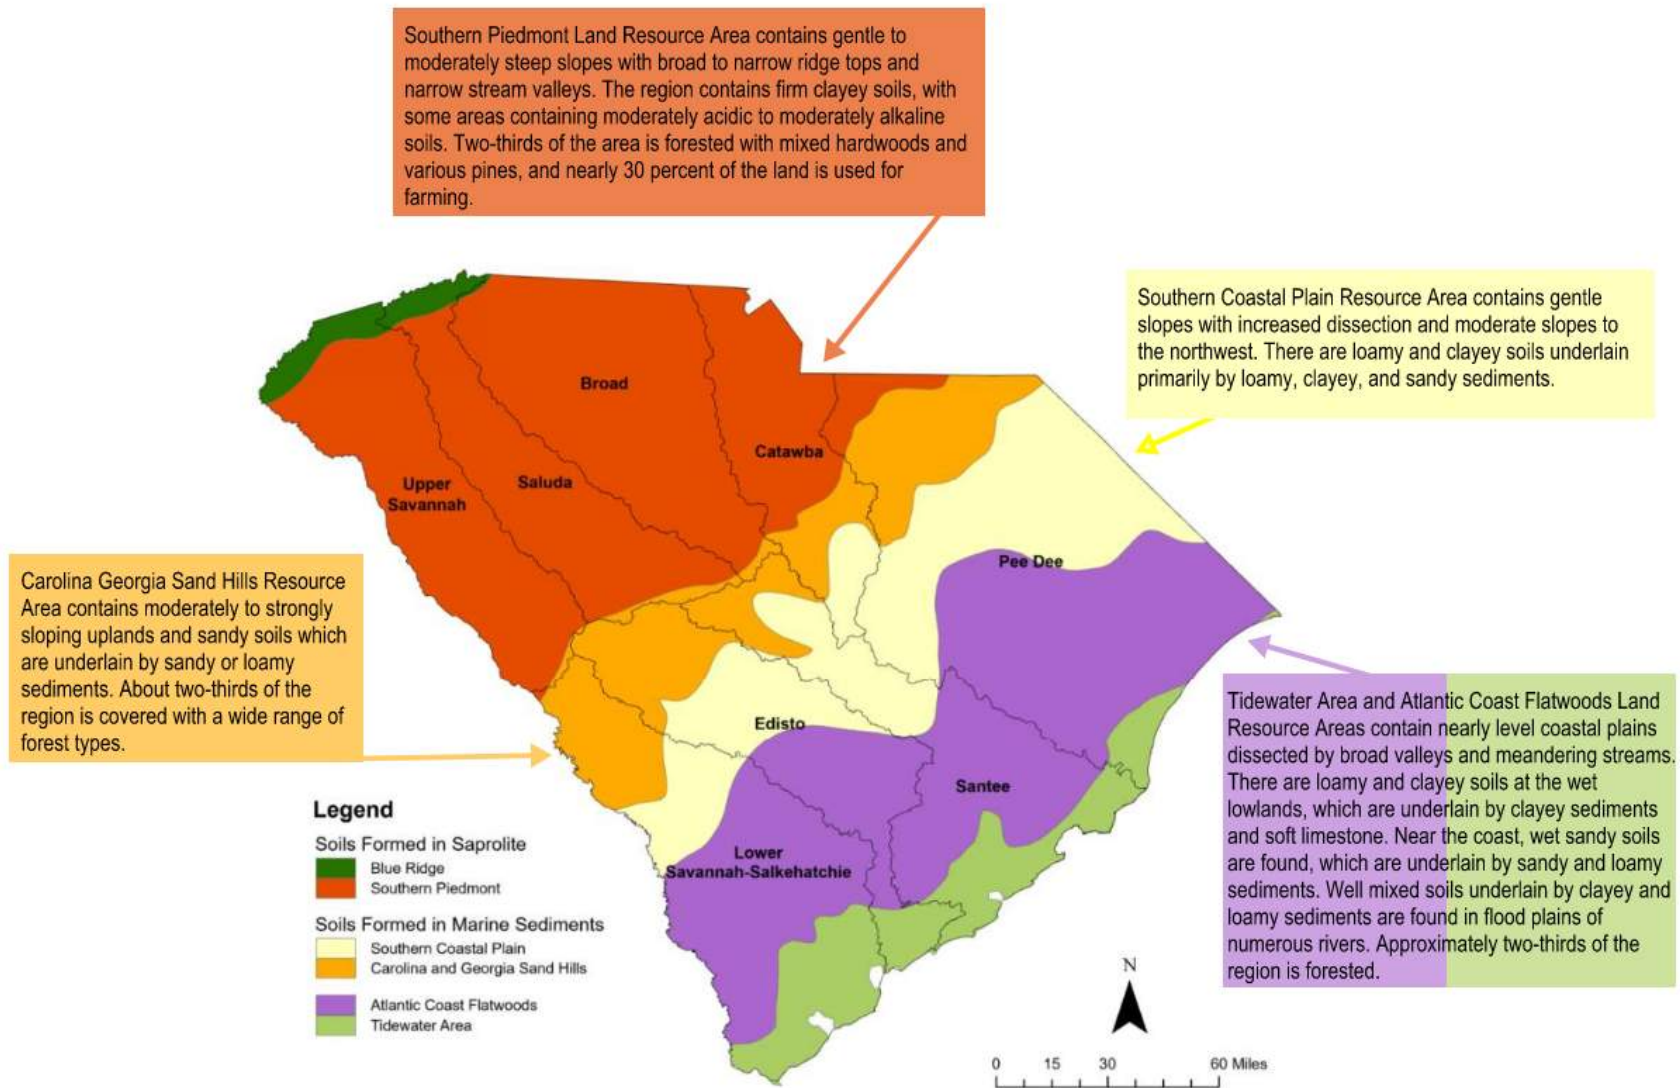 Southern Piedmont Land Resource Area contains gentle to
moderately steep slopes with broad to narrow ridge tops and
narrow stream valleys. The region contains firm clayey soils, with
some areas containing moderately acidic to moderately alkaline
soils. Two-thirds of the area is forested with mixed hardwoods and
various pines, and nearly 30 percent of the land is used for
farming.
Southern Coastal Plain Resource Area contains gentle
slopes with increased dissection and moderate slopes to
the northwest. There are loamy and clayey soils underlain
primarily by loamy, clayey, and sandy sediments.
Broad
Catawba
Upper
Savannah
Saluda
Pee Dee
Carolina Georgia Sand Hills Resource
Area contains moderately to strongly
sloping uplands and sandy soils which
are underlain by sandy or loamy
sediments. About two-thirds of the
region is covered with a wide range of
forest types.
Edisto
Santee
Lower
Savannah-Salkehatchie
Tidewater Area and Atlantic Coast Flatwoods Land
Resource Areas contain nearly level coastal plains
dissected by broad valleys and meandering streams.
There are loamy and clayey soils at the wet
lowlands, which are underlain by clayey sediments
and soft limestone. Near the coast, wet sandy soils
are found, which are underlain by sandy and loamy
sediments. Well mixed soils underlain by clayey and
loamy sediments are found in flood plains of
numerous rivers. Approximately two-thirds of the
region is forested.
Legend
Soils Formed in Saprolite
Blue Ridge
Southern Piedmont
Soils Formed in Marine Sediments
Southern Coastal Plain
Carolina and Georgia Sand Hills
Atlantic Coast Flatwoods
Tidewater Area
N
0 15 30 60 Miles